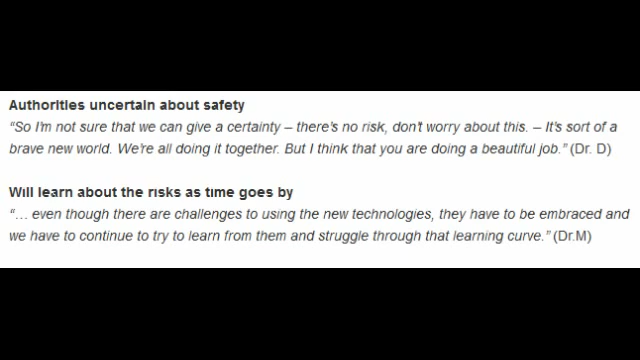 Authorities uncertain about safety
"So I'm not sure that we can give a certainty – there's no risk, don't worry about this. – It's sort of a
brave new world. We're all doing it together. But I think that you are doing a beautiful job." (Dr. D)
Will learn about the risks as time goes by
"... even though there are challenges to using the new technologies, they have to be embraced and
we have to continue to try to learn from them and struggle through that learning curve." (Dr.M)